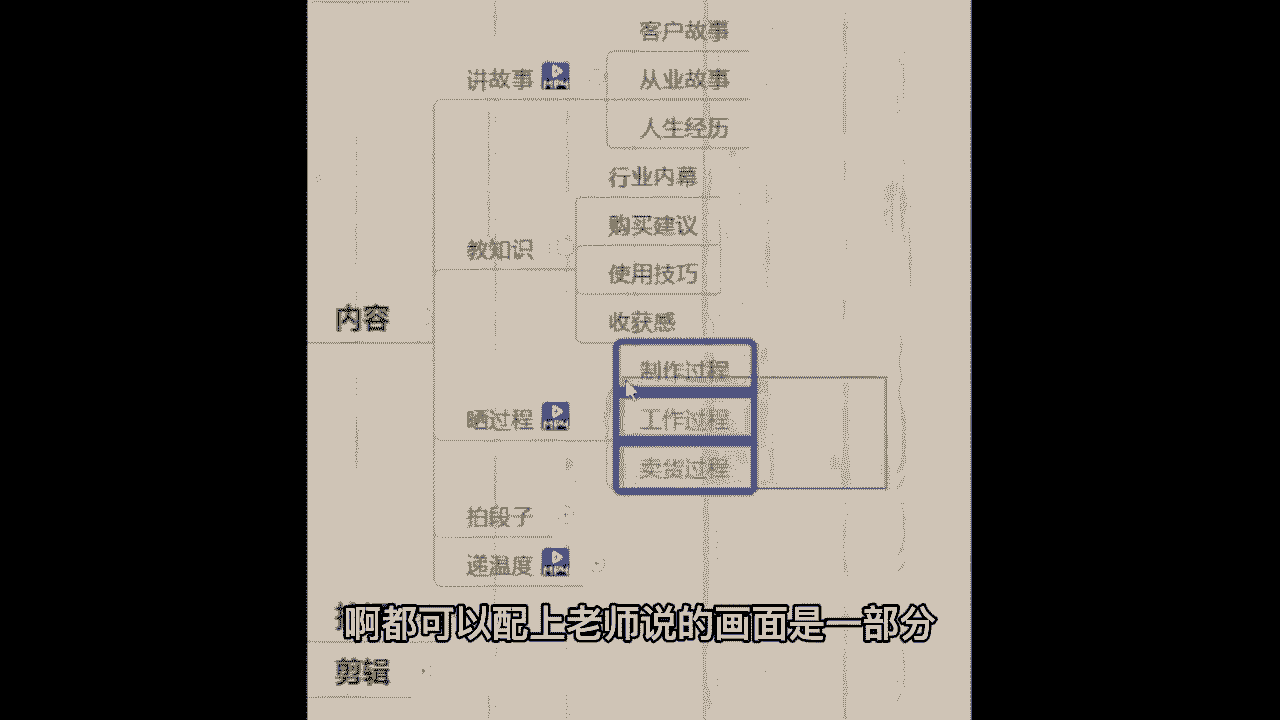 客户故事
讲故事
从业故事
人生经历
行业内幕
购买建议
教知识
使用技巧
内容
收获感
制作过程
晒过程
工作过程
卖货过程
拍段子
递温度
啊都可以配上老师说的画面是一部分
剪辑